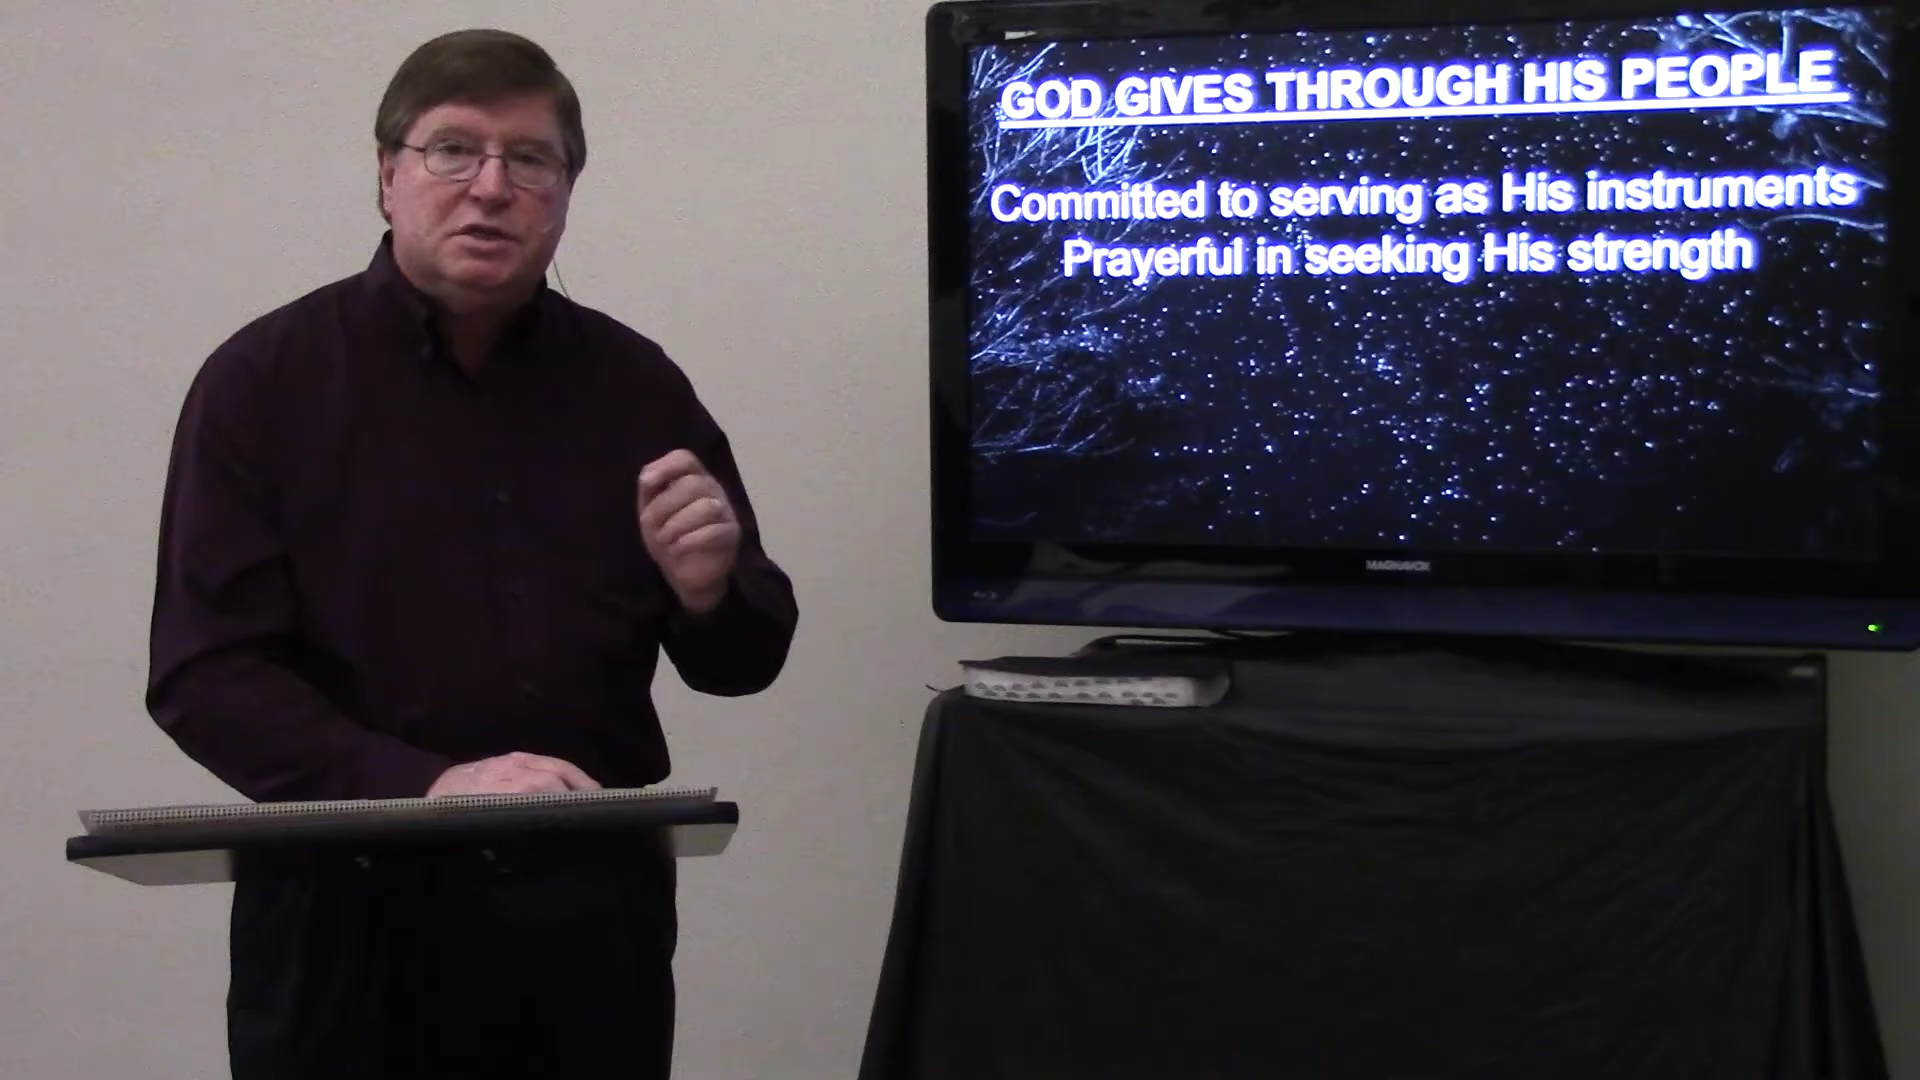 GOD GIVES THROUGH HIS PEOPLE
Committed to serving as His instruments
Prayerful in seeking His strength
MAGNAVOX